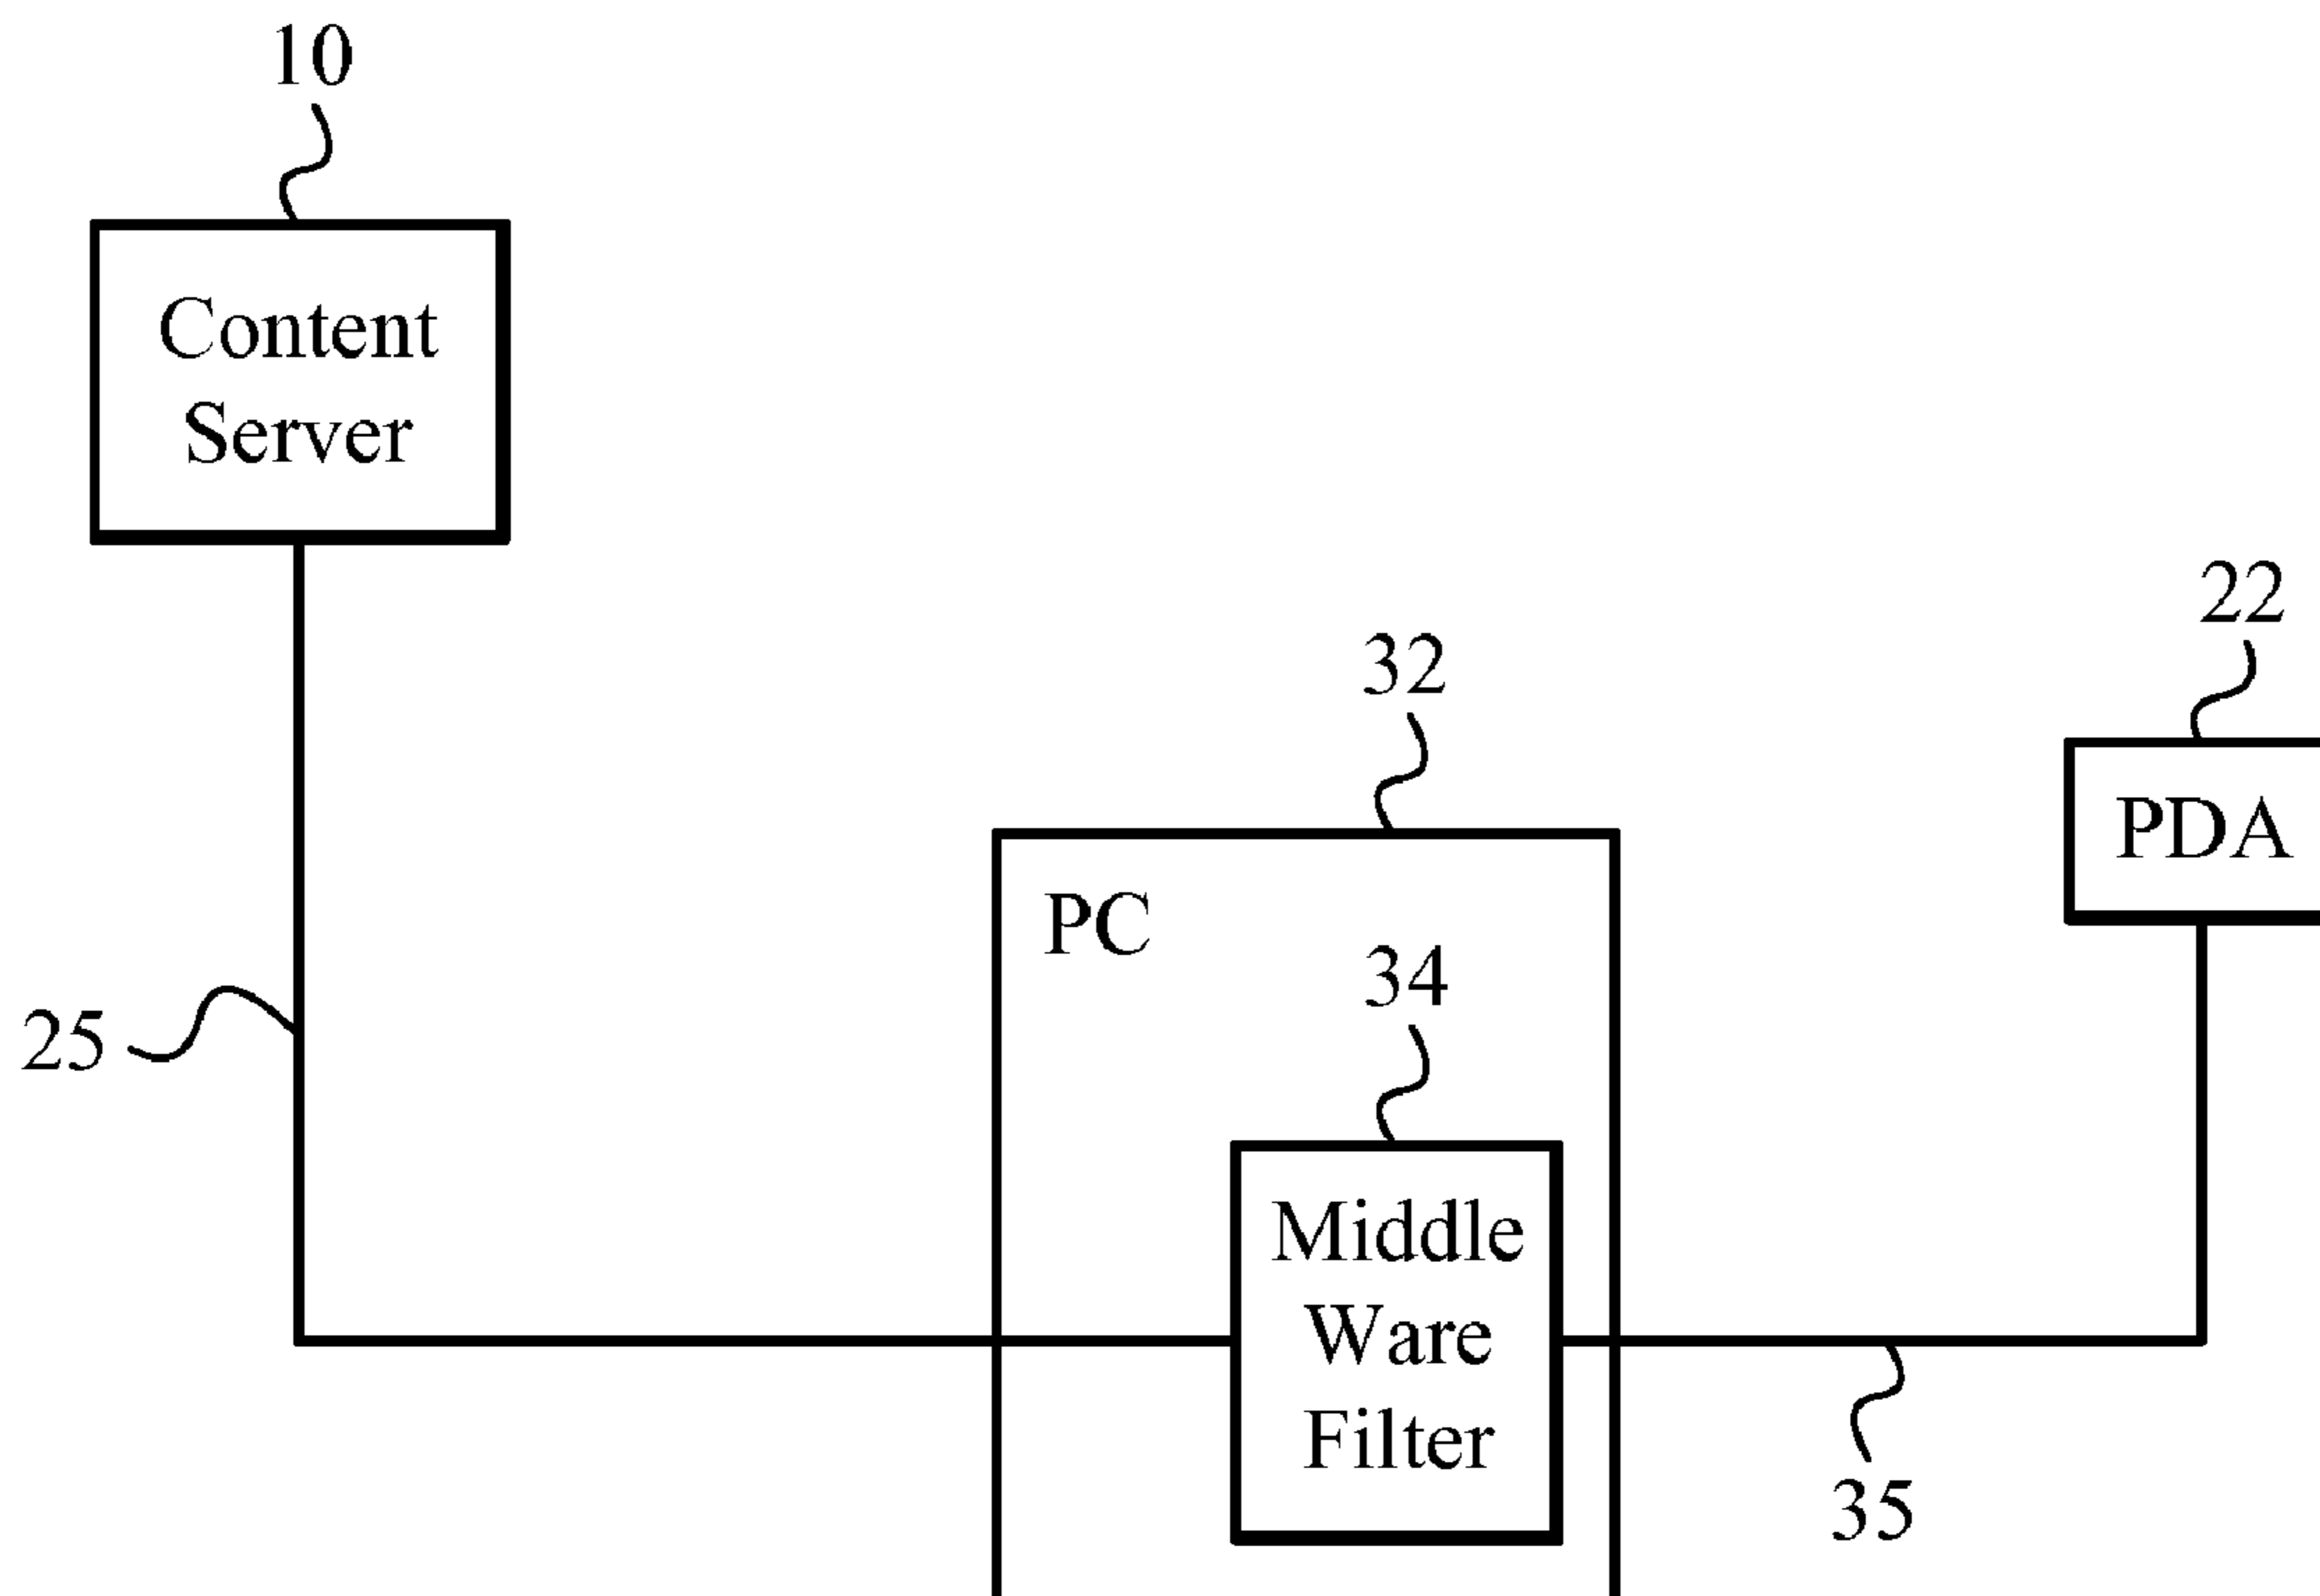 10
Content
Server
22
32
PDA
PC
34
25
Middle
Ware
Filter
35